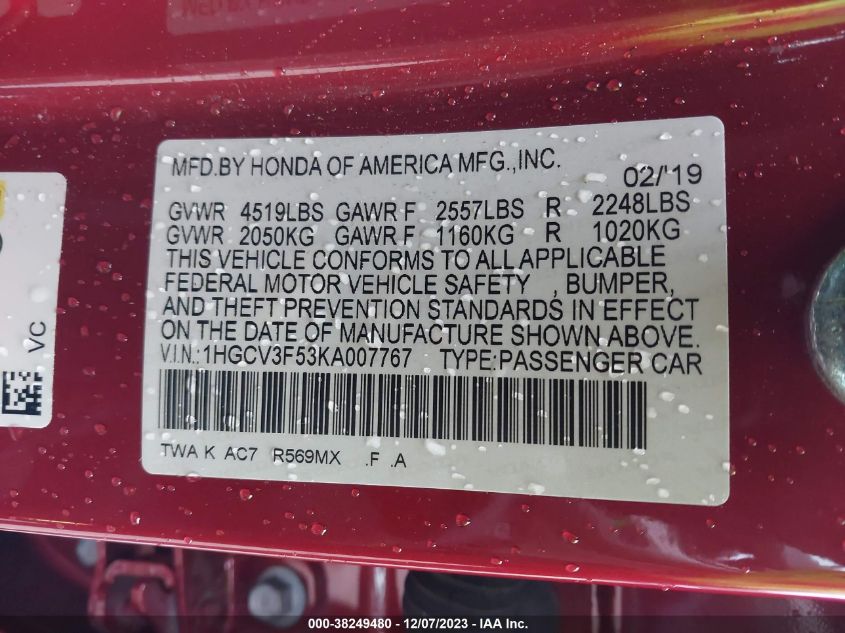 MFD.BY HONDA OF AMERICA MFG.,INC.
02/'19
GVWR 4519LBS GAWR F 2557LBS R 2248LBS
GVWR 2050KG GAWR F 1160KG R 1020KG
THIS VEHICLE CONFORMS TO ALL APPLICABLE
FEDERAL MOTOR VEHICLE SAFETY , BUMPER,
AND THEFT PREVENTION STANDARDS IN EFFECT
ON THE DATE OF MANUFACTURE SHOWN ABOVE.
V.I.N.:1HGCV3F53KA007767 TYPE:PASSENGER CAR
TWA K AC7 R569MX .F .A
VC
000-38249480 - 12/07/2023 - IAA Inc.